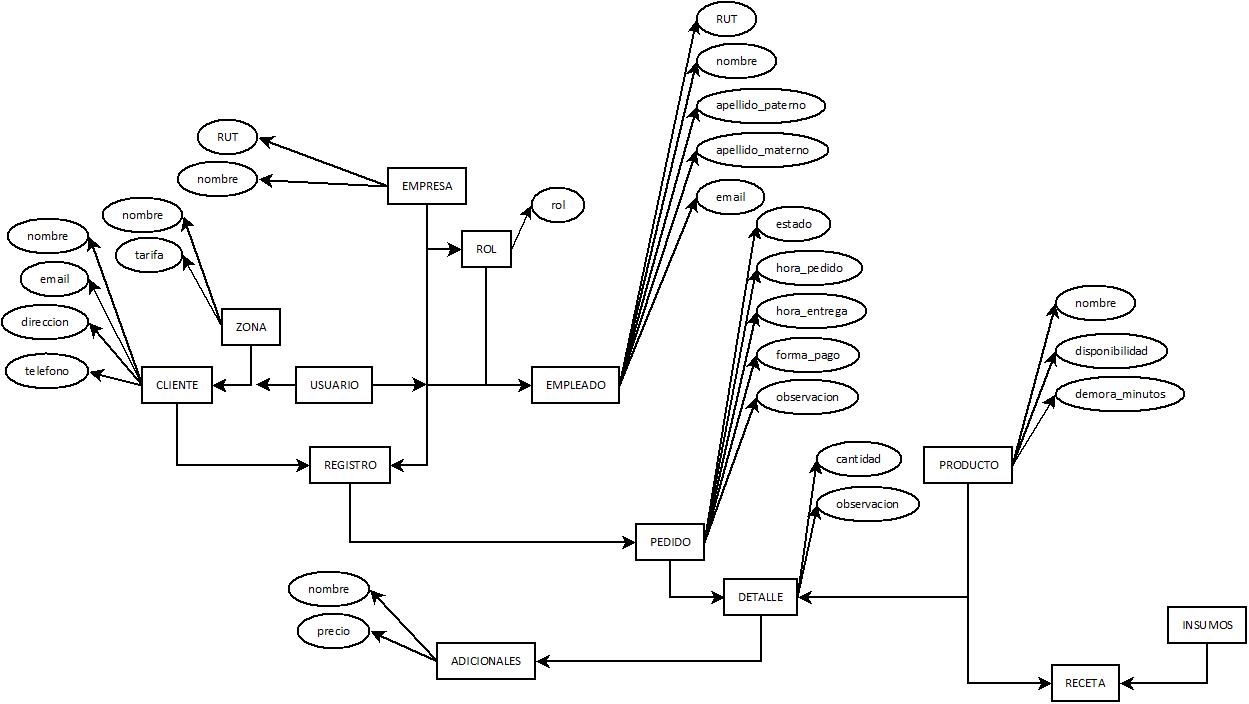 RUT
nombre
apellido_paterno
apellido_materno
email
RUT
nombre
EMPRESA
rol
ROL
nombre
tarifa
ZONA
nombre
email
direccion
telefono
CLIENTE
USUARIO
EMPLEADO
REGISTRO
estado
hora_pedido
hora_entrega
forma_pago
observacion
PEDIDO
nombre
disponibilidad
demora_minutos
PRODUCTO
cantidad
observacion
DETALLE
nombre
precio
ADICIONALES
INSUMOS
RECETA